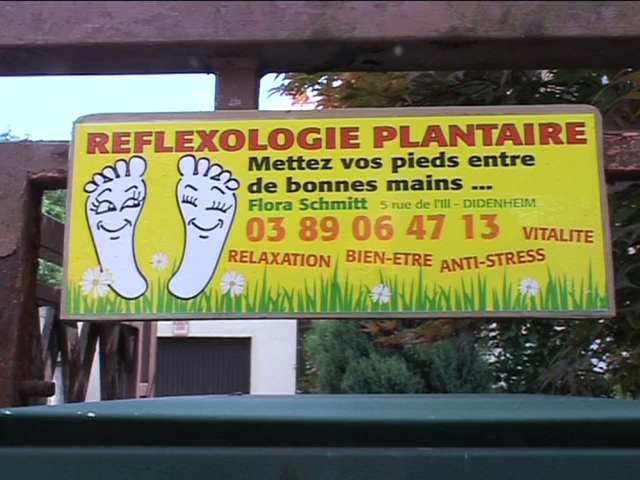 REFLEXOLOGIE PLANTAIRE
Mettez vos pieds entre
de bonnes mains ...
Flora Schmitt 5 rue de l'Ill - DIDENHEIM
03 89 06 47 13
VITALITE
RELAXATION BIEN-ETRE ANTI-STRESS